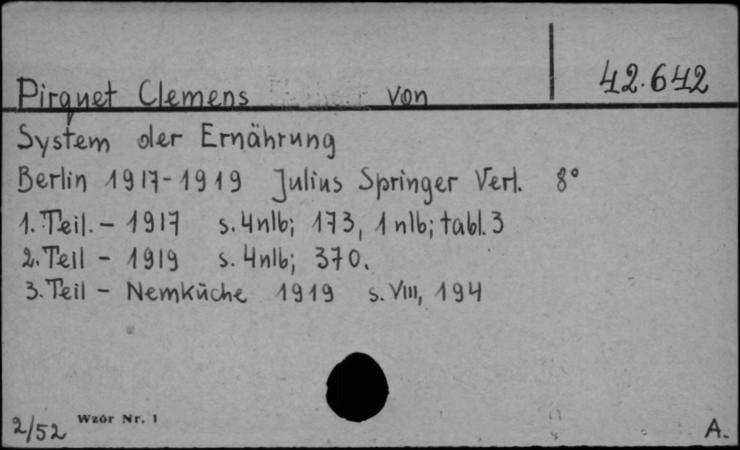 42.642
Pirquet Clemens von
System der Ernährung
Berlin 1917-1919 Julius Springer Verl. 8°
1. Teil. - 1917 s. 4nlb; 173, 1 nlb; tabl. 3
2. Teil - 1919 s. 4nlb; 370.
3. Teil - Nemküche 1919 s. VIII, 194
Wzór Nr. 1
2/52
A.